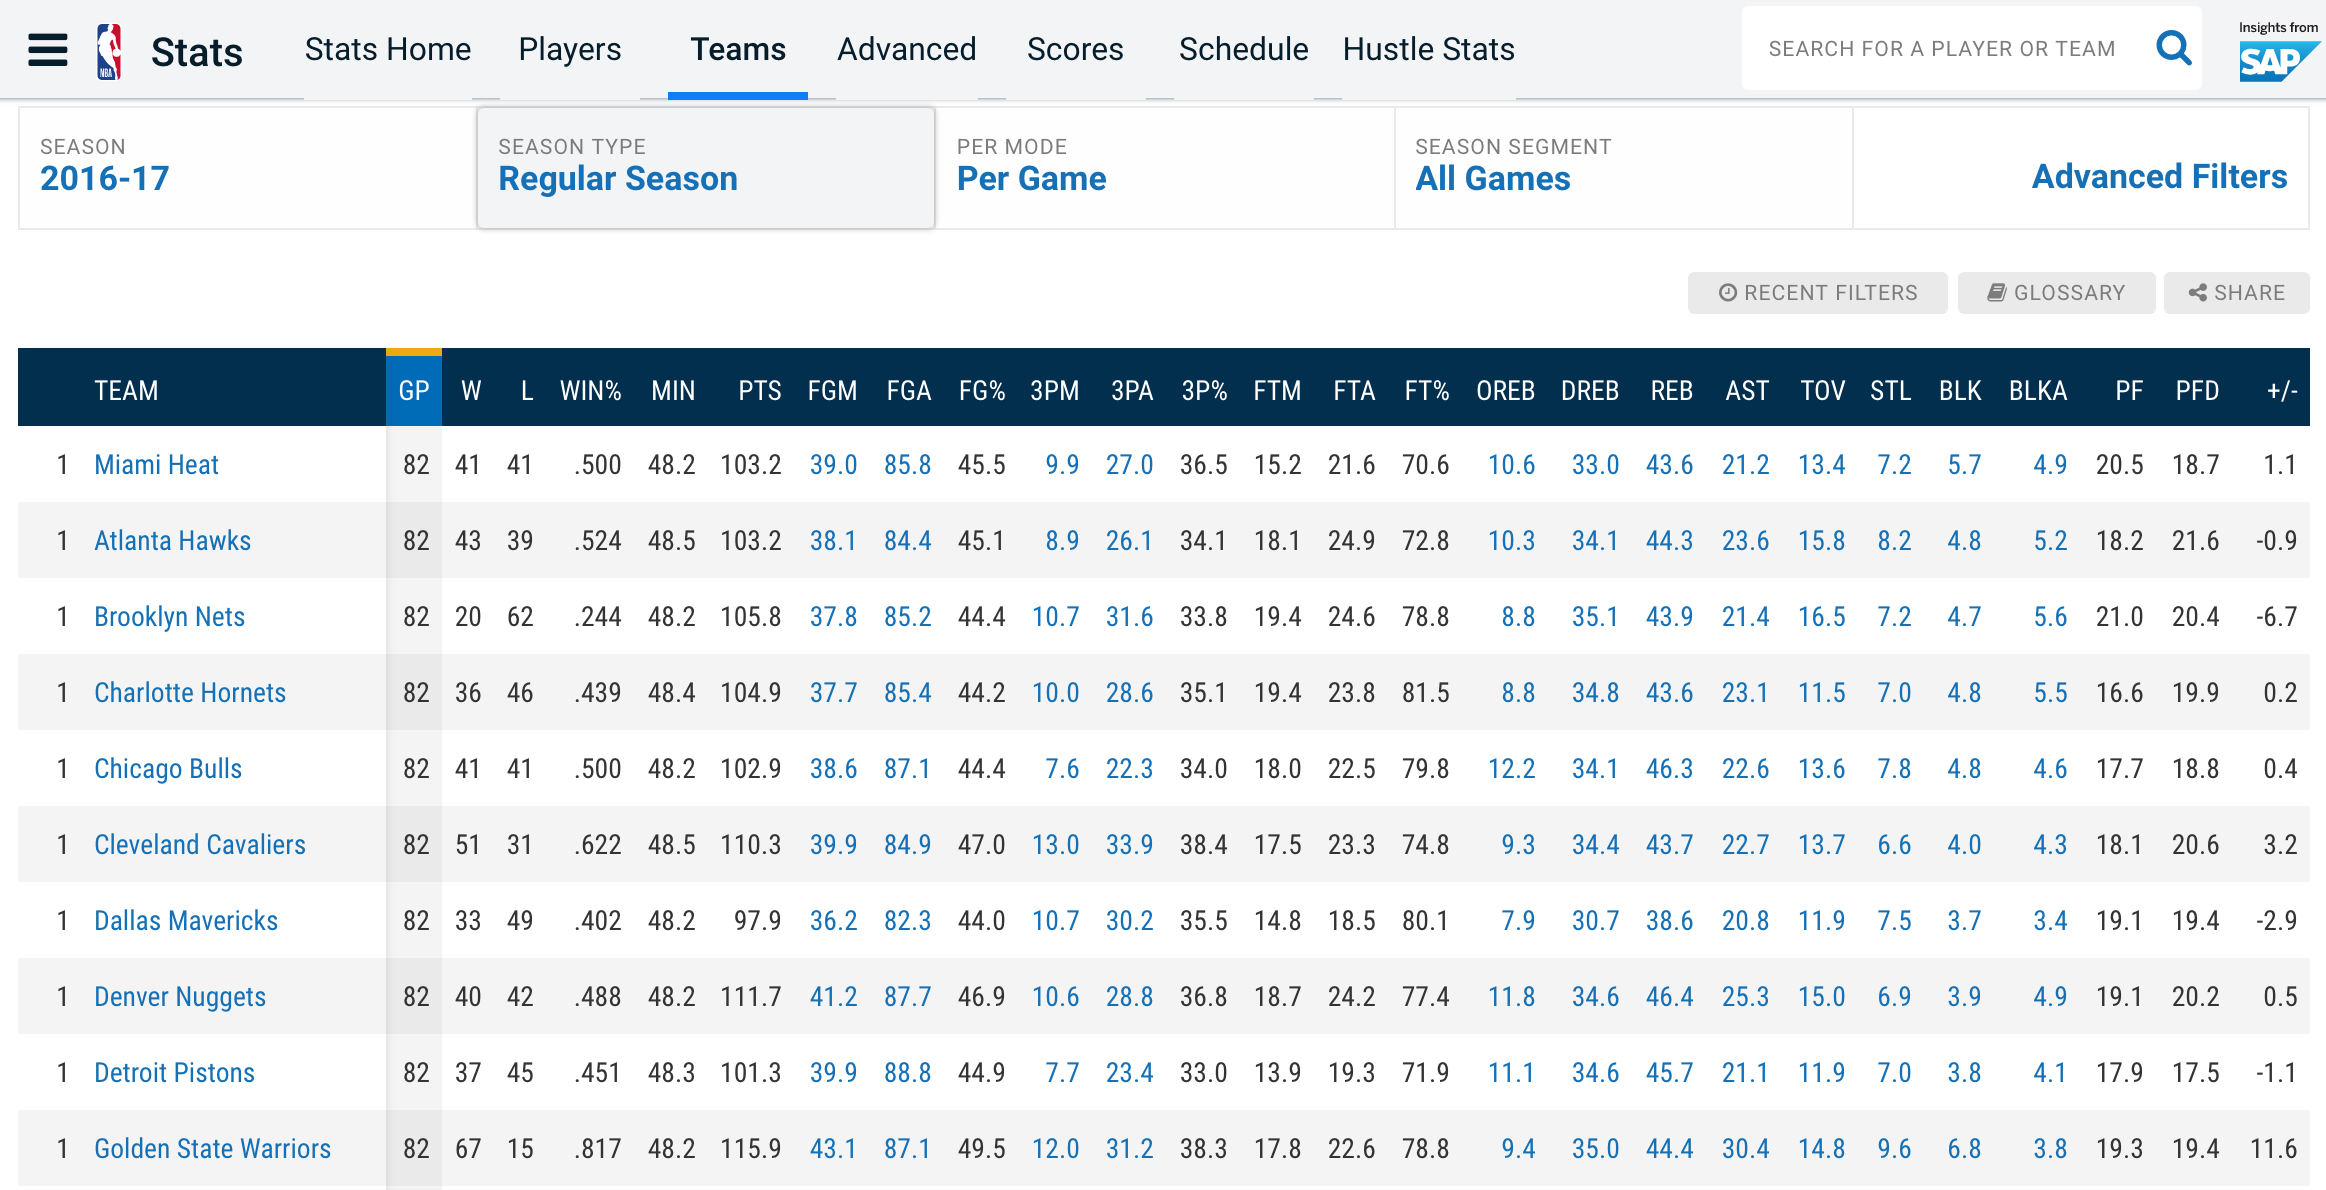 Stats Stats Home Players Teams Advanced Scores Schedule Hustle Stats SEARCH FOR A PLAYER OR TEAM Insights from
NBA SAP
SEASON SEASON TYPE PER MODE SEASON SEGMENT
2016-17 Regular Season Per Game All Games Advanced Filters
RECENT FILTERS GLOSSARY SHARE
TEAM GP W L WIN% MIN PTS FGM FGA FG% 3PM 3PA 3P% FTM FTA FT% OREB DREB REB AST TOV STL BLK BLKA PF PFD +/-
1 Miami Heat 82 41 41 .500 48.2 103.2 39.0 85.8 45.5 9.9 27.0 36.5 15.2 21.6 70.6 10.6 33.0 43.6 21.2 13.4 7.2 5.7 4.9 20.5 18.7 1.1
1 Atlanta Hawks 82 43 39 .524 48.5 103.2 38.1 84.4 45.1 8.9 26.1 34.1 18.1 24.9 72.8 10.3 34.1 44.3 23.6 15.8 8.2 4.8 5.2 18.2 21.6 -0.9
1 Brooklyn Nets 82 20 62 .244 48.2 105.8 37.8 85.2 44.4 10.7 31.6 33.8 19.4 24.6 78.8 8.8 35.1 43.9 21.4 16.5 7.2 4.7 5.6 21.0 20.4 -6.7
1 Charlotte Hornets 82 36 46 .439 48.4 104.9 37.7 85.4 44.2 10.0 28.6 35.1 19.4 23.8 81.5 8.8 34.8 43.6 23.1 11.5 7.0 4.8 5.5 16.6 19.9 0.2
1 Chicago Bulls 82 41 41 .500 48.2 102.9 38.6 87.1 44.4 7.6 22.3 34.0 18.0 22.5 79.8 12.2 34.1 46.3 22.6 13.6 7.8 4.8 4.6 17.7 18.8 0.4
1 Cleveland Cavaliers 82 51 31 .622 48.5 110.3 39.9 84.9 47.0 13.0 33.9 38.4 17.5 23.3 74.8 9.3 34.4 43.7 22.7 13.7 6.6 4.0 4.3 18.1 20.6 3.2
1 Dallas Mavericks 82 33 49 .402 48.2 97.9 36.2 82.3 44.0 10.7 30.2 35.5 14.8 18.5 80.1 7.9 30.7 38.6 20.8 11.9 7.5 3.7 3.4 19.1 19.4 -2.9
1 Denver Nuggets 82 40 42 .488 48.2 111.7 41.2 87.7 46.9 10.6 28.8 36.8 18.7 24.2 77.4 11.8 34.6 46.4 25.3 15.0 6.9 3.9 4.9 19.1 20.2 0.5
1 Detroit Pistons 82 37 45 .451 48.3 101.3 39.9 88.8 44.9 7.7 23.4 33.0 13.9 19.3 71.9 11.1 34.6 45.7 21.1 11.9 7.0 3.8 4.1 17.9 17.5 -1.1
1 Golden State Warriors 82 67 15 .817 48.2 115.9 43.1 87.1 49.5 12.0 31.2 38.3 17.8 22.6 78.8 9.4 35.0 44.4 30.4 14.8 9.6 6.8 3.8 19.3 19.4 11.6